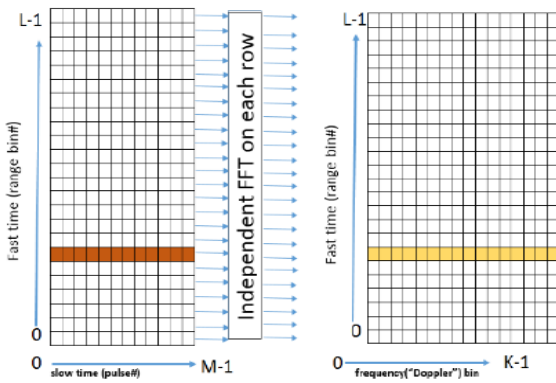 L-1
Fast time (range bin#)
0
0
slow time (pulse#)
M-1
Independent FFT on each row
L-1
Fast time (range bin#)
0
0
frequency("Doppler") bin
K-1